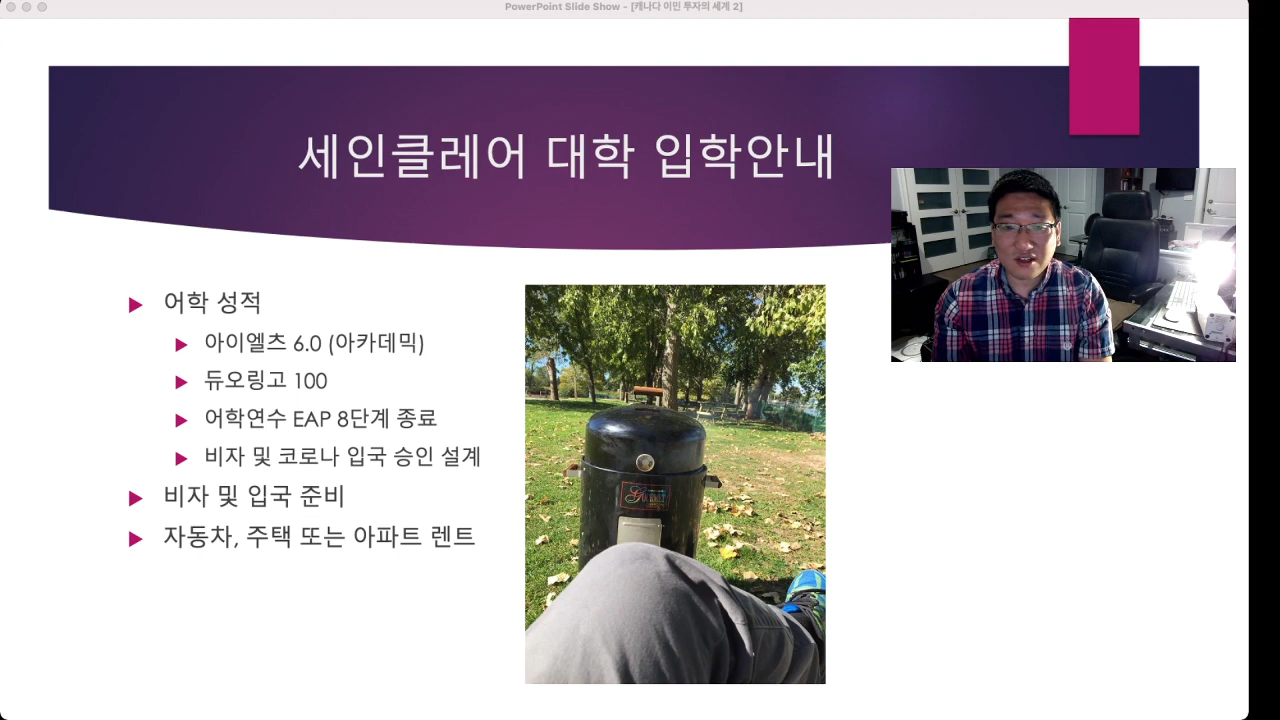 PowerPoint Slide Show - [캐나다 이민 투자의 세계 2]
세인클레어 대학 입학안내
어학 성적
아이엘츠 6.0 (아카데믹)
듀오링고 100
어학연수 EAP 8단계 종료
비자 및 코로나 입국 승인 설계
비자 및 입국 준비
자동차, 주택 또는 아파트 렌트